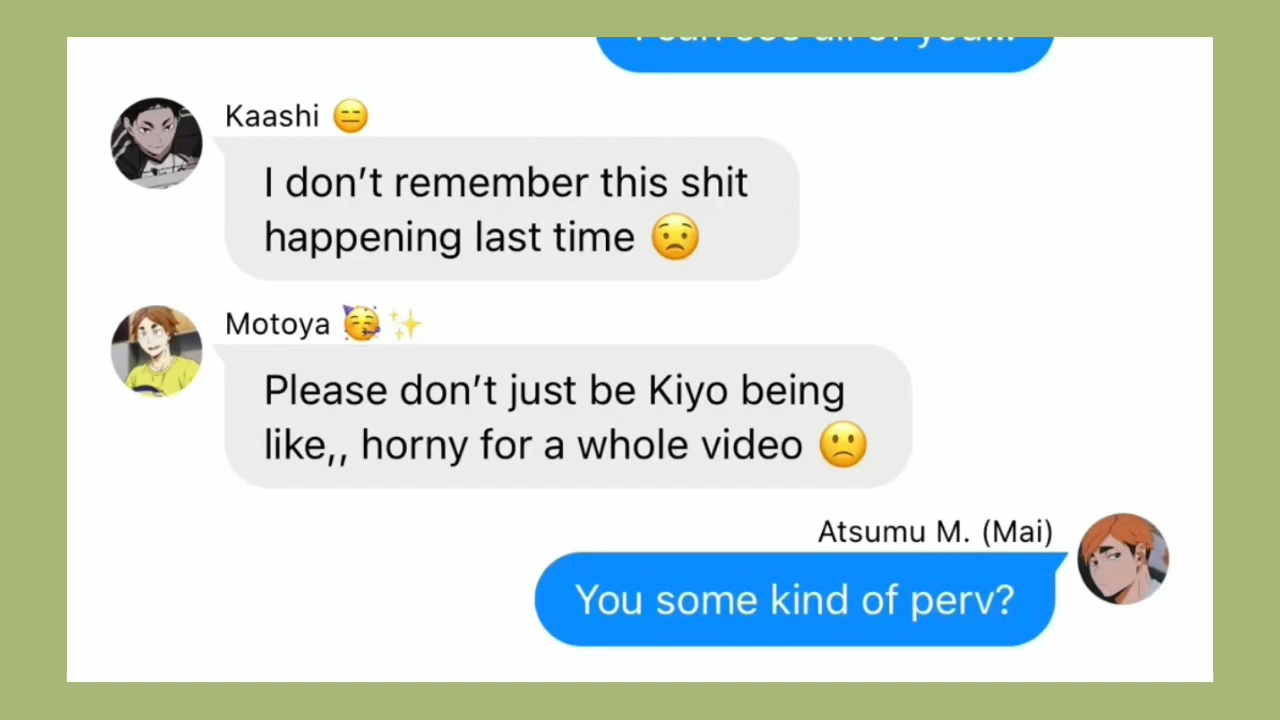 Kaashi 😑
I don't remember this shit
happening last time 😟
Motoya 🥳✨
Please don't just be Kiyo being
like,, horny for a whole video 🙁
Atsumu M. (Mai)
You some kind of perv?